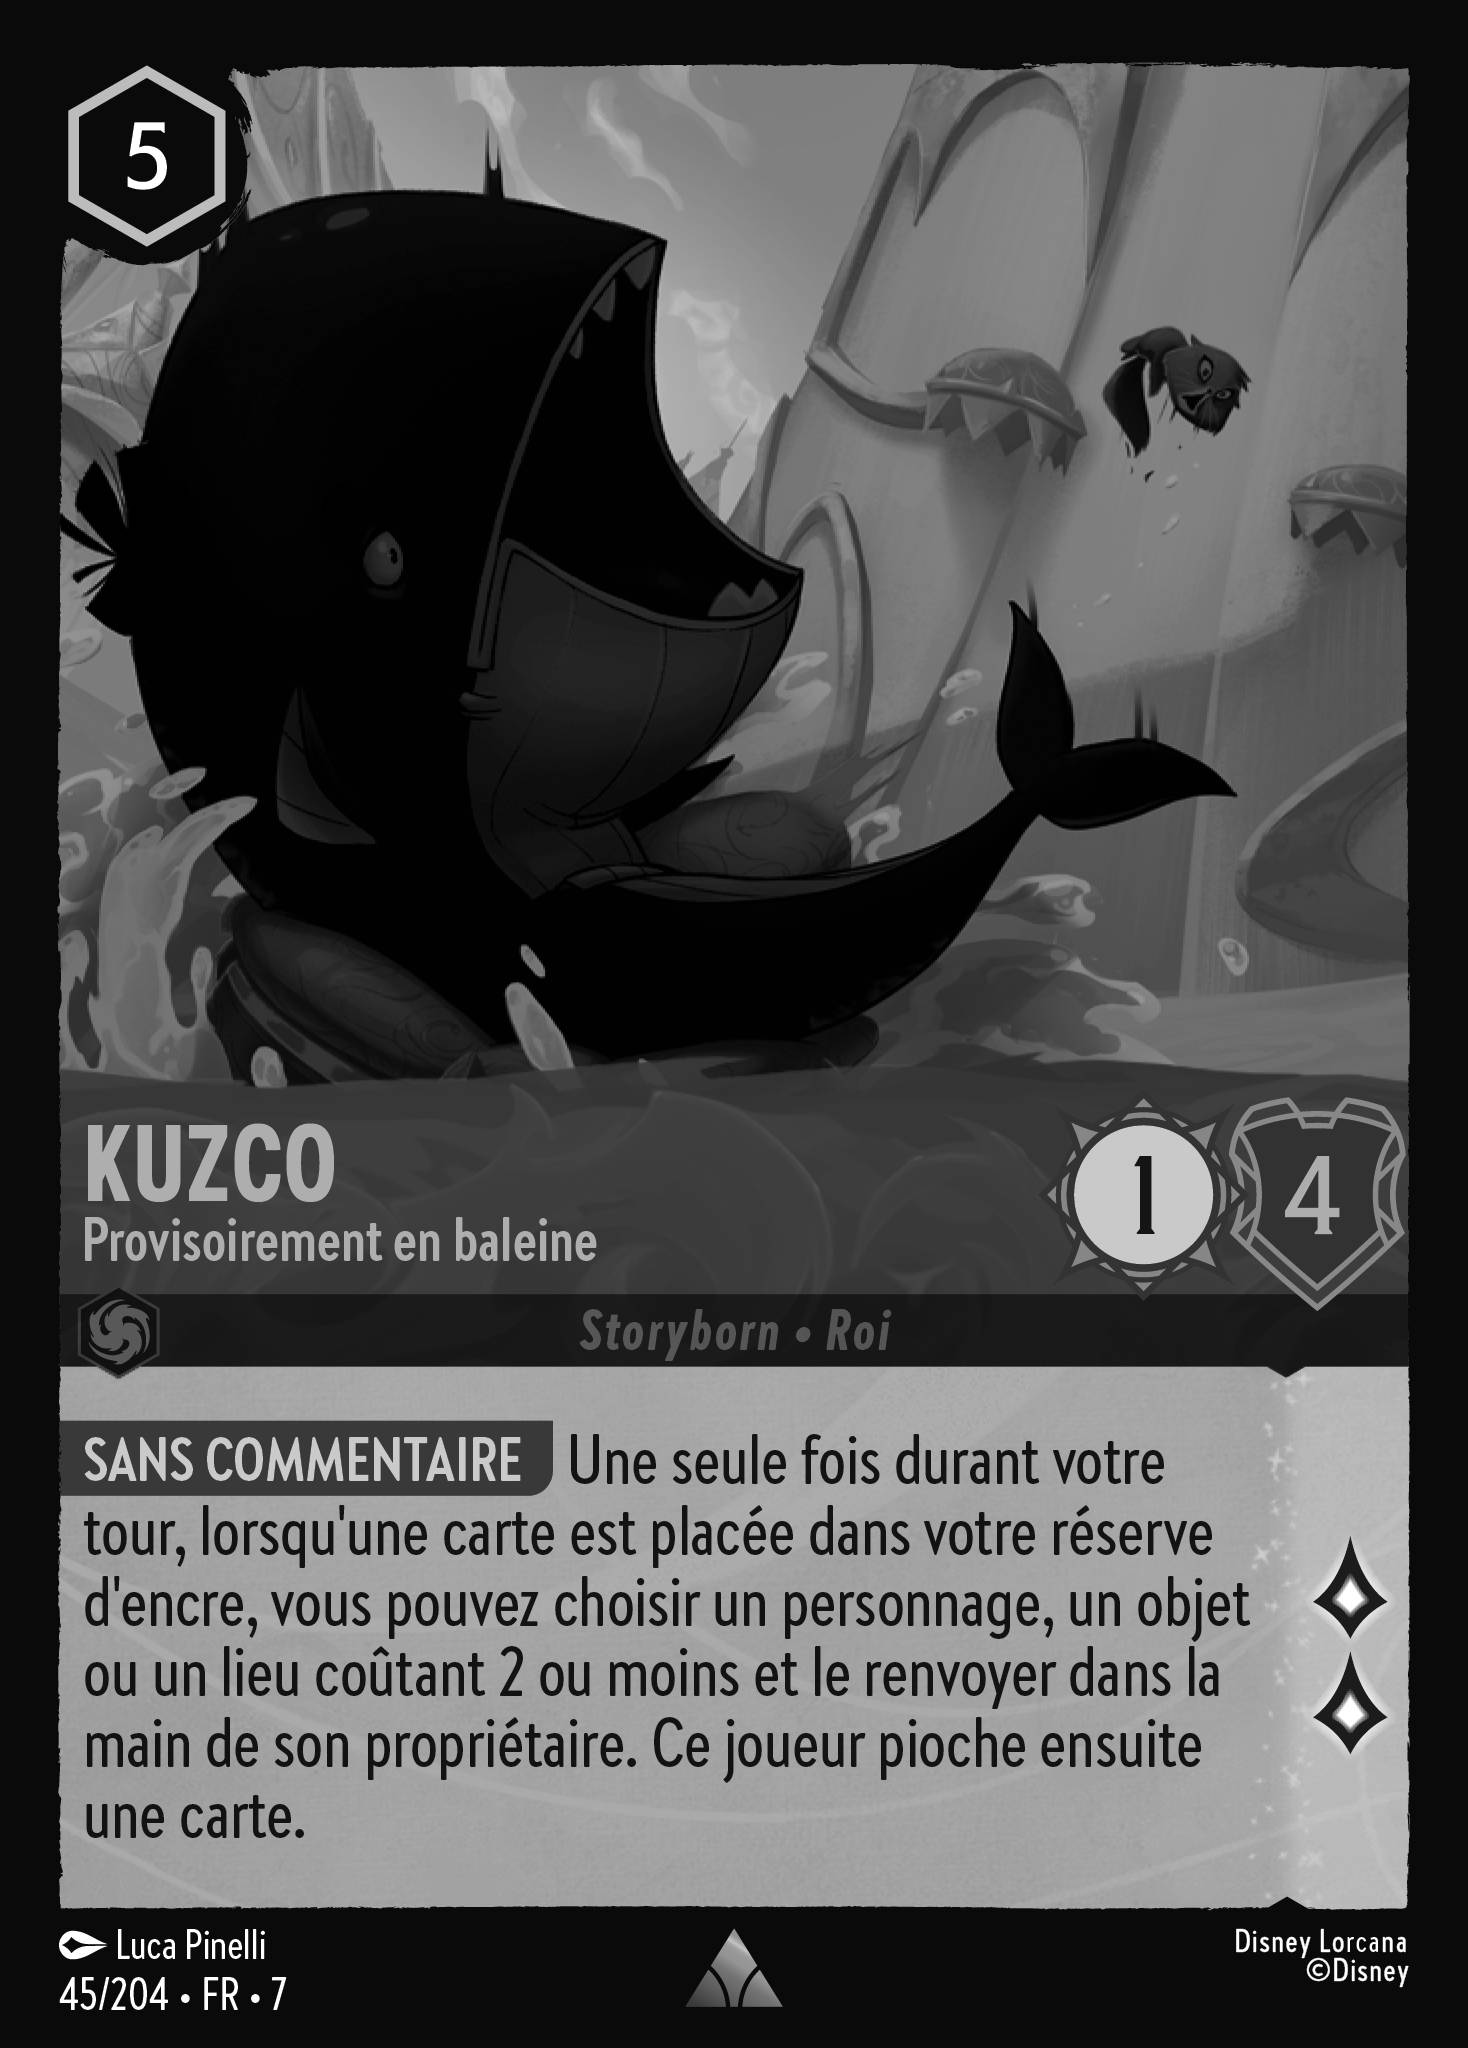 5
KUZCO
Provisoirement en baleine
1 4
Storyborn • Roi
SANS COMMENTAIRE Une seule fois durant votre
tour, lorsqu'une carte est placée dans votre réserve
d'encre, vous pouvez choisir un personnage, un objet
ou un lieu coûtant 2 ou moins et le renvoyer dans la
main de son propriétaire. Ce joueur pioche ensuite
une carte.
Luca Pinelli
45/204 • FR • 7
Disney Lorcana
©Disney